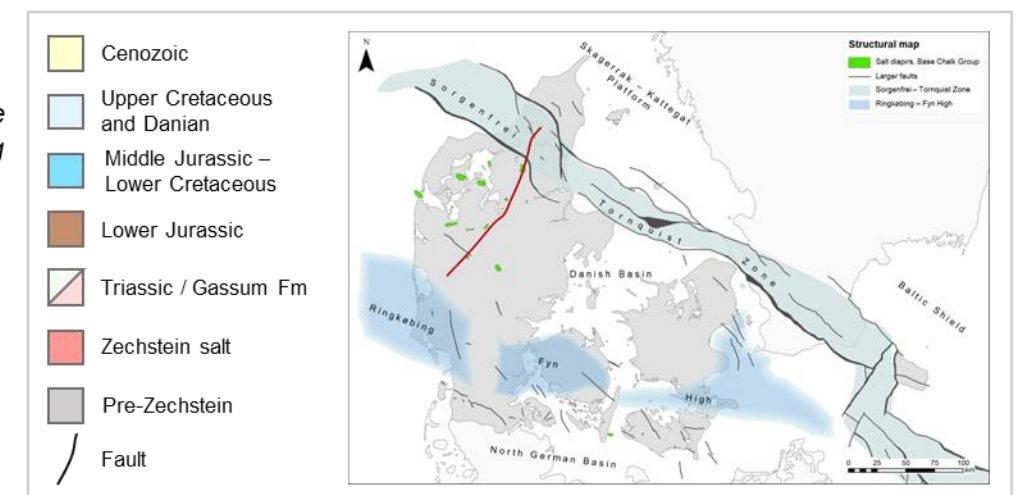 e
g
Cenozoic
Upper Cretaceous
and Danian
Middle Jurassic –
Lower Cretaceous
Lower Jurassic
Triassic / Gassum Fm
Zechstein salt
Pre-Zechstein
Fault
N
Skagerrak – Kattegat
Platform
Structural map
Salt diapirs, Base Chalk Group
Larger faults
Sorgenfrei – Tornquist Zone
Ringkøbing – Fyn High
Sorgenfrei
Tornquist
Zone
Danish Basin
Baltic Shield
Ringkøbing
Fyn
High
North German Basin
0 25 50 75 100
km